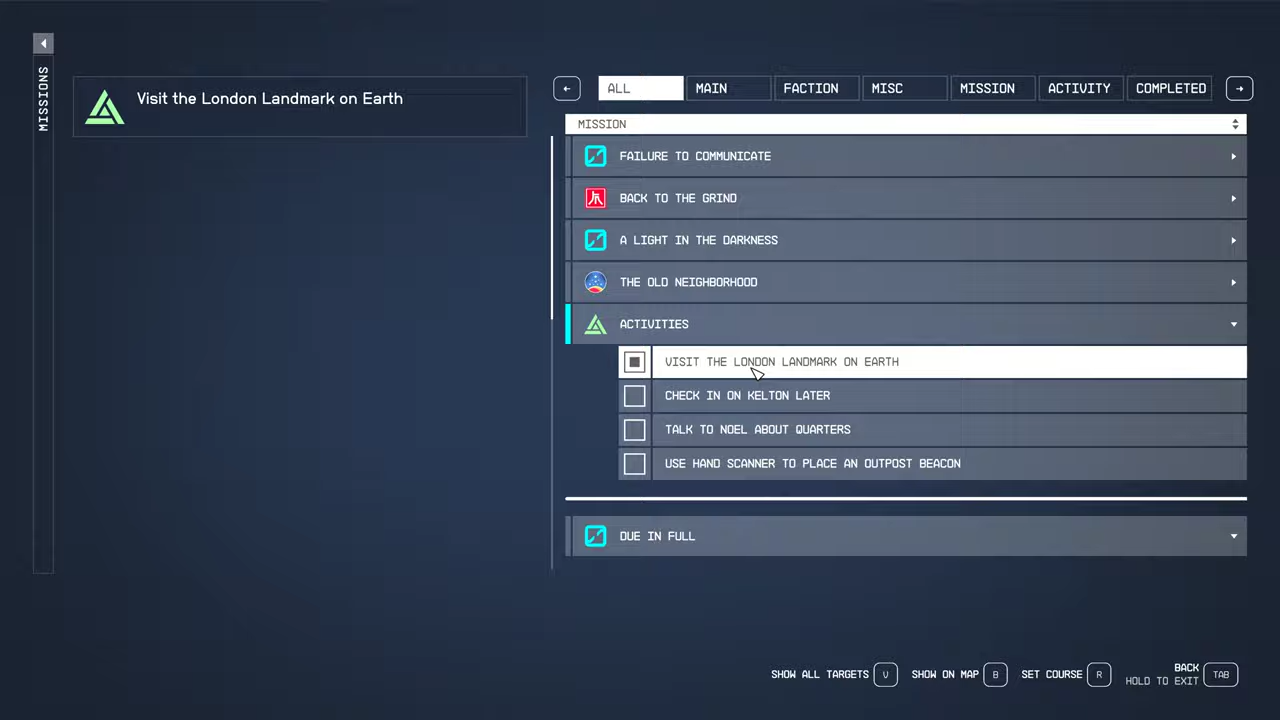 MISSIONS
Visit the London Landmark on Earth
ALL
MAIN
FACTION
MISC
MISSION
ACTIVITY
COMPLETED
MISSION
FAILURE TO COMMUNICATE
BACK TO THE GRIND
A LIGHT IN THE DARKNESS
THE OLD NEIGHBORHOOD
ACTIVITIES
VISIT THE LONDON LANDMARK ON EARTH
CHECK IN ON KELTON LATER
TALK TO NOEL ABOUT QUARTERS
USE HAND SCANNER TO PLACE AN OUTPOST BEACON
DUE IN FULL
SHOW ALL TARGETS V
SHOW ON MAP B
SET COURSE R
BACK
HOLD TO EXIT TAB